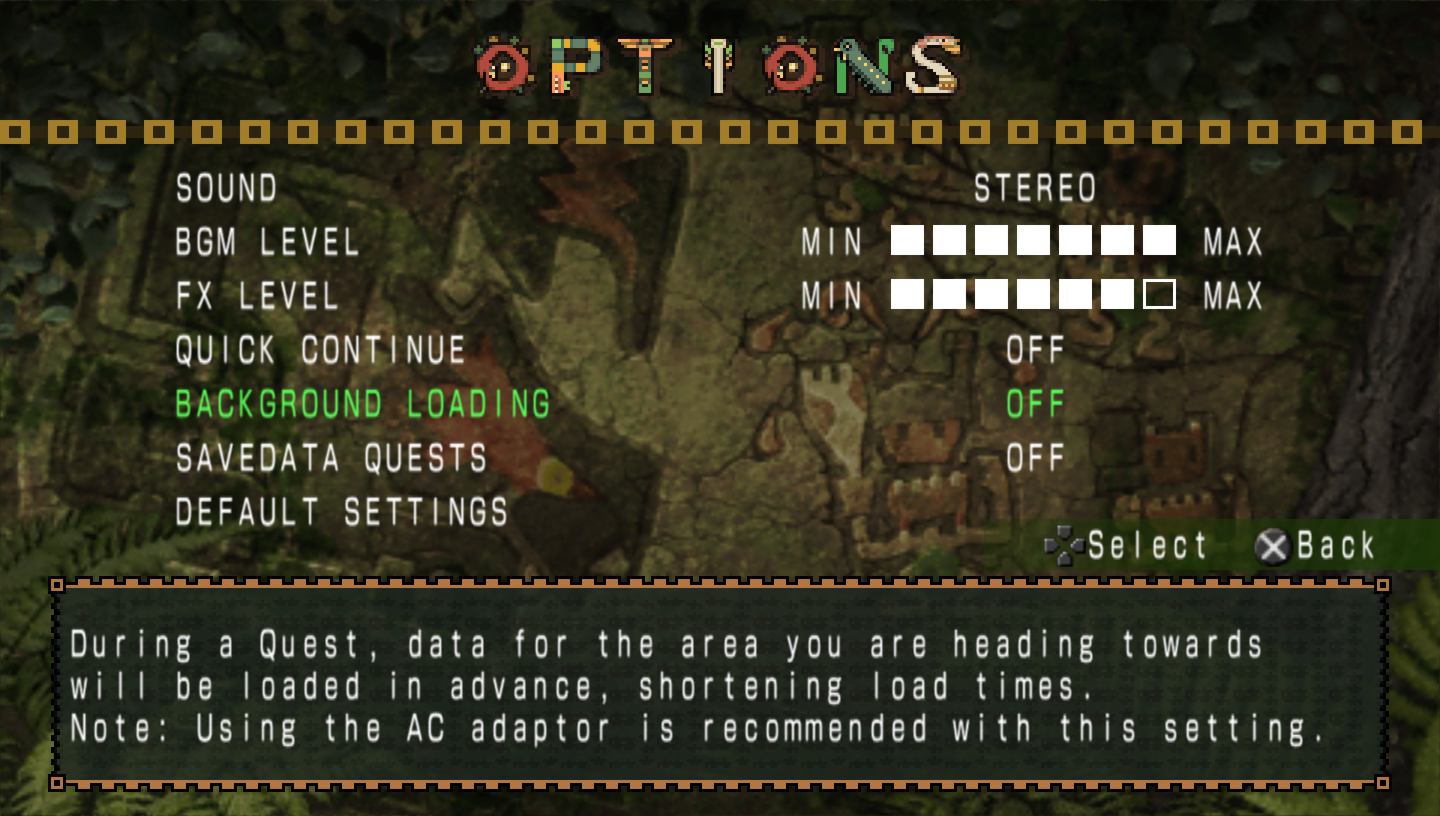 OPTIONS
SOUND STEREO
BGM LEVEL MIN MAX
FX LEVEL MIN MAX
QUICK CONTINUE OFF
BACKGROUND LOADING OFF
SAVEDATA QUESTS OFF
DEFAULT SETTINGS
Select Back
During a Quest, data for the area you are heading towards
will be loaded in advance, shortening load times.
Note: Using the AC adaptor is recommended with this setting.